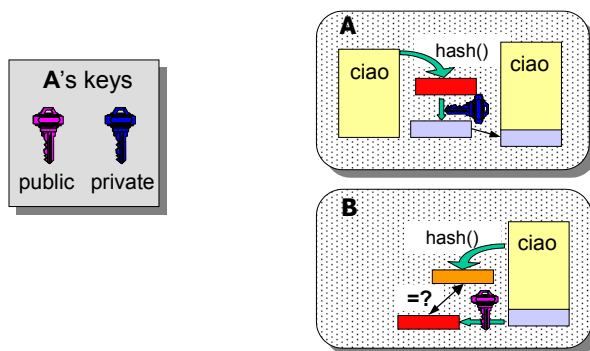 A's keys
public private
A
ciao
hash()
ciao
B
hash()
ciao
=?